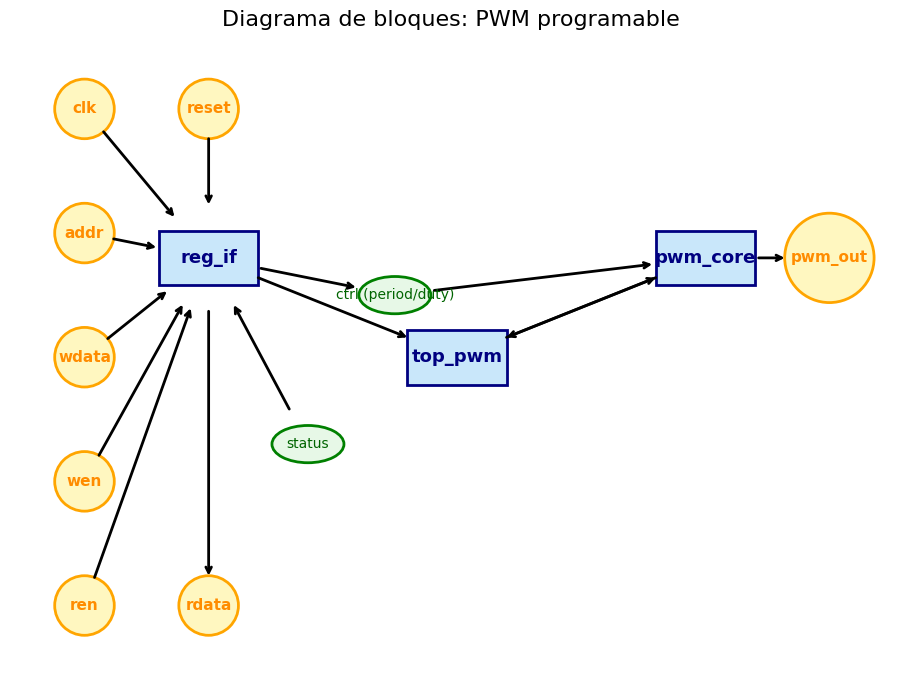 Diagrama de bloques: PWM programable
clk
reset
addr
reg_if
pwm_core
pwm_out
ctrl (period/duty)
wdata
top_pwm
status
wen
ren
rdata